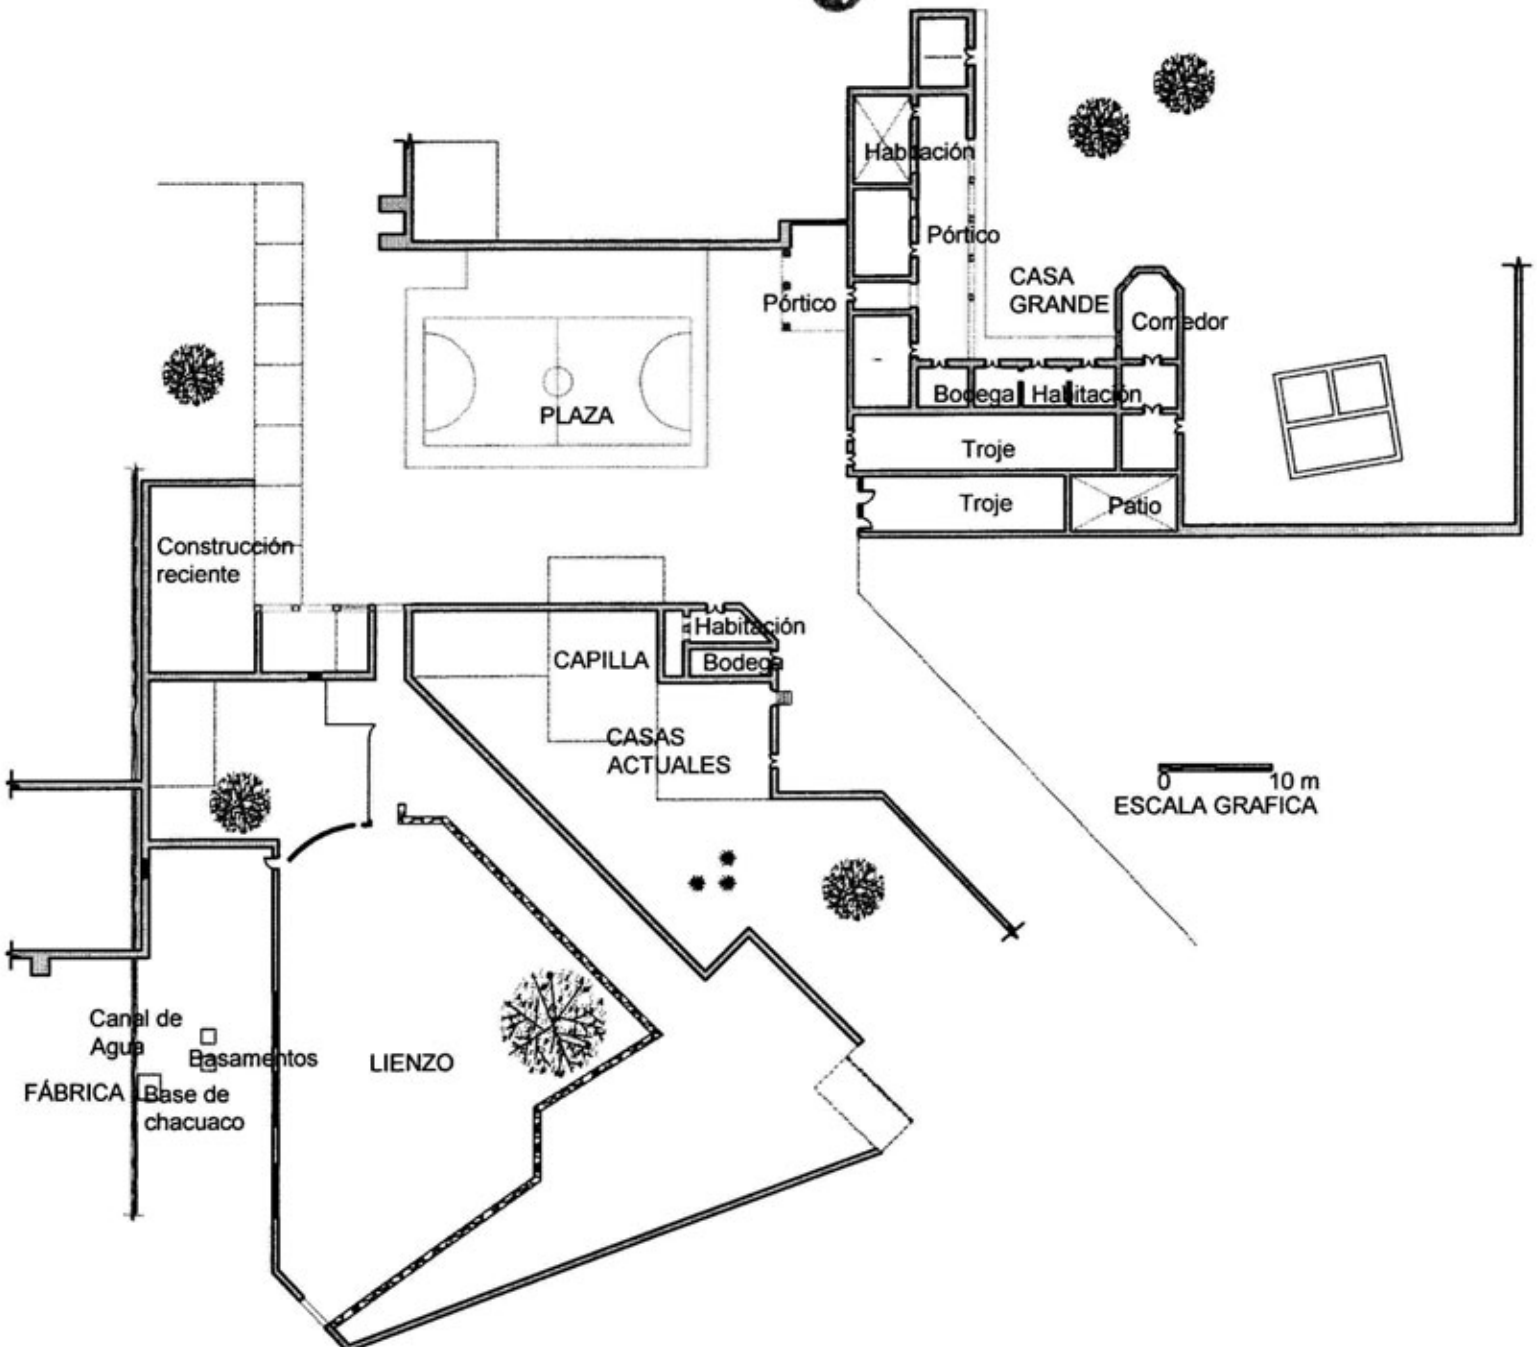 Habitación
Pórtico
CASA
GRANDE
Pórtico
Comedor
Bodega
Habitación
PLAZA
Troje
Troje
Patio
Construcción
reciente
Habitación
CAPILLA
Bodega
CASAS
ACTUALES
0 10 m
ESCALA GRAFICA
Canal de
Agua
Basamentos
LIENZO
FÁBRICA
Base de
chacuaco